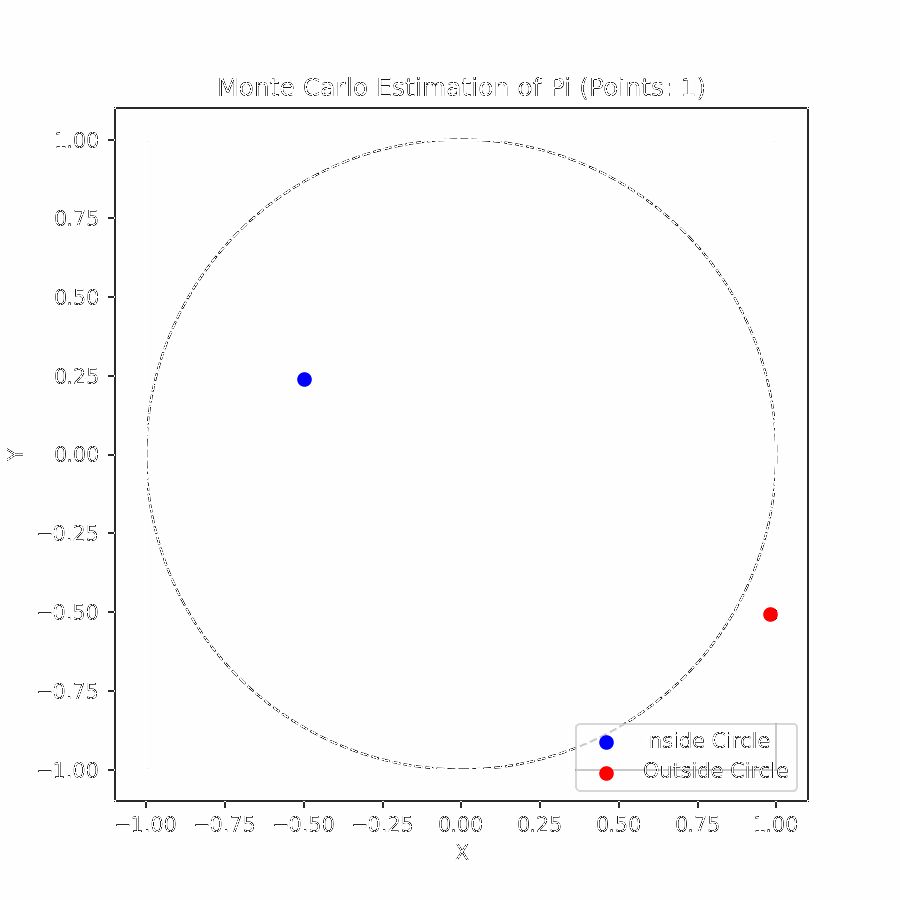 Monte Carlo Estimation of Pi (Points: 1)
1.00
0.75
0.50
0.25
0.00
−0.25
−0.50
−0.75
−1.00
Y
nside Circle
Outside Circle
−1.00 −0.75 −0.50 −0.25 0.00 0.25 0.50 0.75 1.00
X